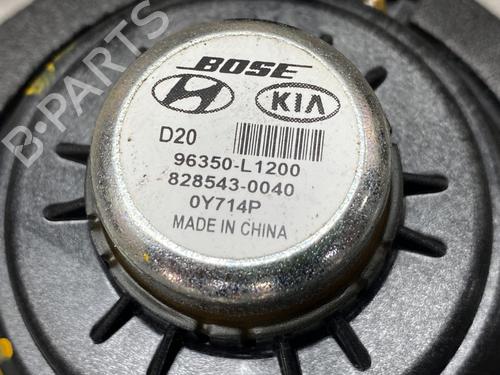 BOSE
KIA
D20
96350-L1200
828543-0040
0Y714P
MADE IN CHINA
B-PARTS